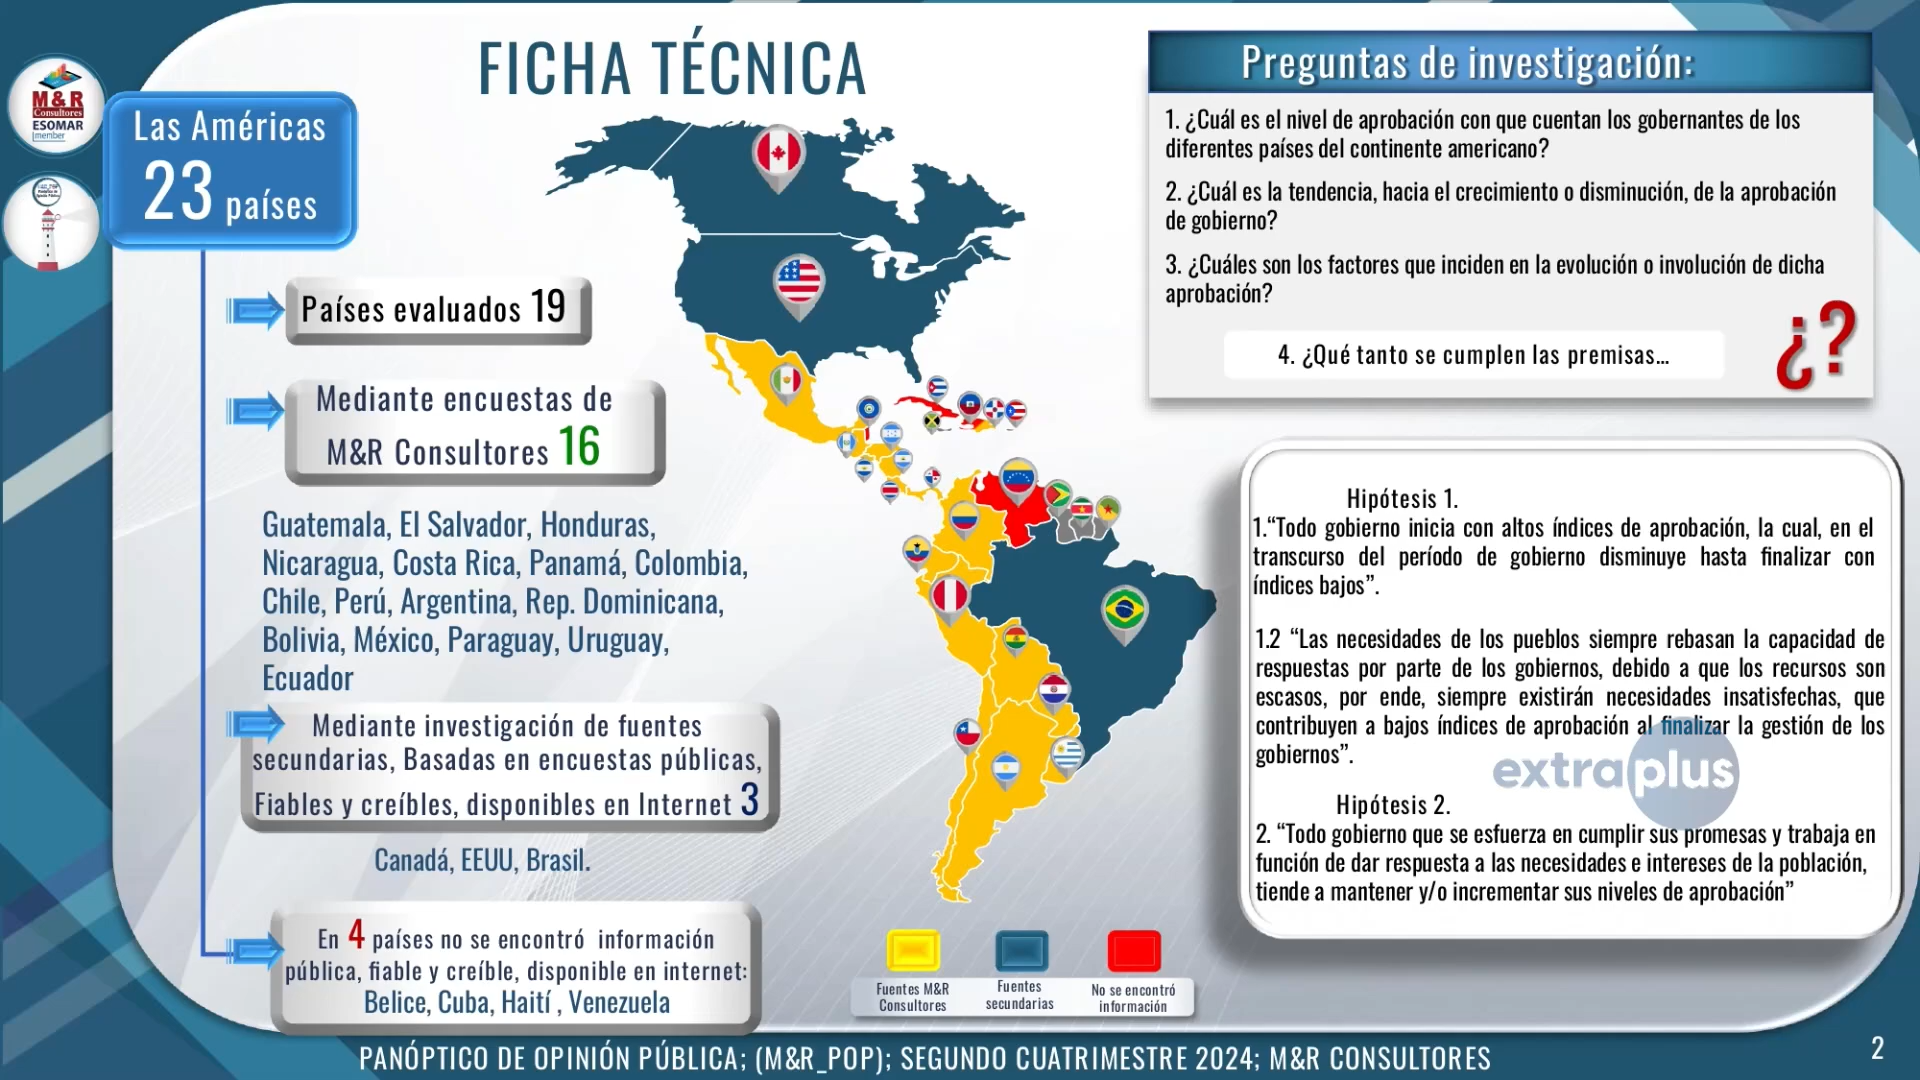 FICHA TÉCNICA
M&R
Consultores
ESOMAR
member
Las Américas
23 países
Países evaluados 19
Mediante encuestas de
M&R Consultores 16
Guatemala, El Salvador, Honduras,
Nicaragua, Costa Rica, Panamá, Colombia,
Chile, Perú, Argentina, Rep. Dominicana,
Bolivia, México, Paraguay, Uruguay,
Ecuador
Mediante investigación de fuentes
secundarias, Basadas en encuestas públicas,
Fiables y creíbles, disponibles en Internet 3
Canadá, EEUU, Brasil.
En 4 países no se encontró información
pública, fiable y creíble, disponible en internet:
Belice, Cuba, Haití , Venezuela
Fuentes M&R
Consultores
Fuentes
secundarias
No se encontró
información
Preguntas de investigación:
1. ¿Cuál es el nivel de aprobación con que cuentan los gobernantes de los
diferentes países del continente americano?
2. ¿Cuál es la tendencia, hacia el crecimiento o disminución, de la aprobación
de gobierno?
3. ¿Cuáles son los factores que inciden en la evolución o involución de dicha
aprobación?
4. ¿Qué tanto se cumplen las premisas...
¿?
Hipótesis 1.
1.“Todo gobierno inicia con altos índices de aprobación, la cual, en el
transcurso del período de gobierno disminuye hasta finalizar con
índices bajos”.
1.2 “Las necesidades de los pueblos siempre rebasan la capacidad de
respuestas por parte de los gobiernos, debido a que los recursos son
escasos, por ende, siempre existirán necesidades insatisfechas, que
contribuyen a bajos índices de aprobación al finalizar la gestión de los
gobiernos”.
extraplus
Hipótesis 2.
2. “Todo gobierno que se esfuerza en cumplir sus promesas y trabaja en
función de dar respuesta a las necesidades e intereses de la población,
tiende a mantener y/o incrementar sus niveles de aprobación”
PANÓPTICO DE OPINIÓN PÚBLICA; (M&R_POP); SEGUNDO CUATRIMESTRE 2024; M&R CONSULTORES
2